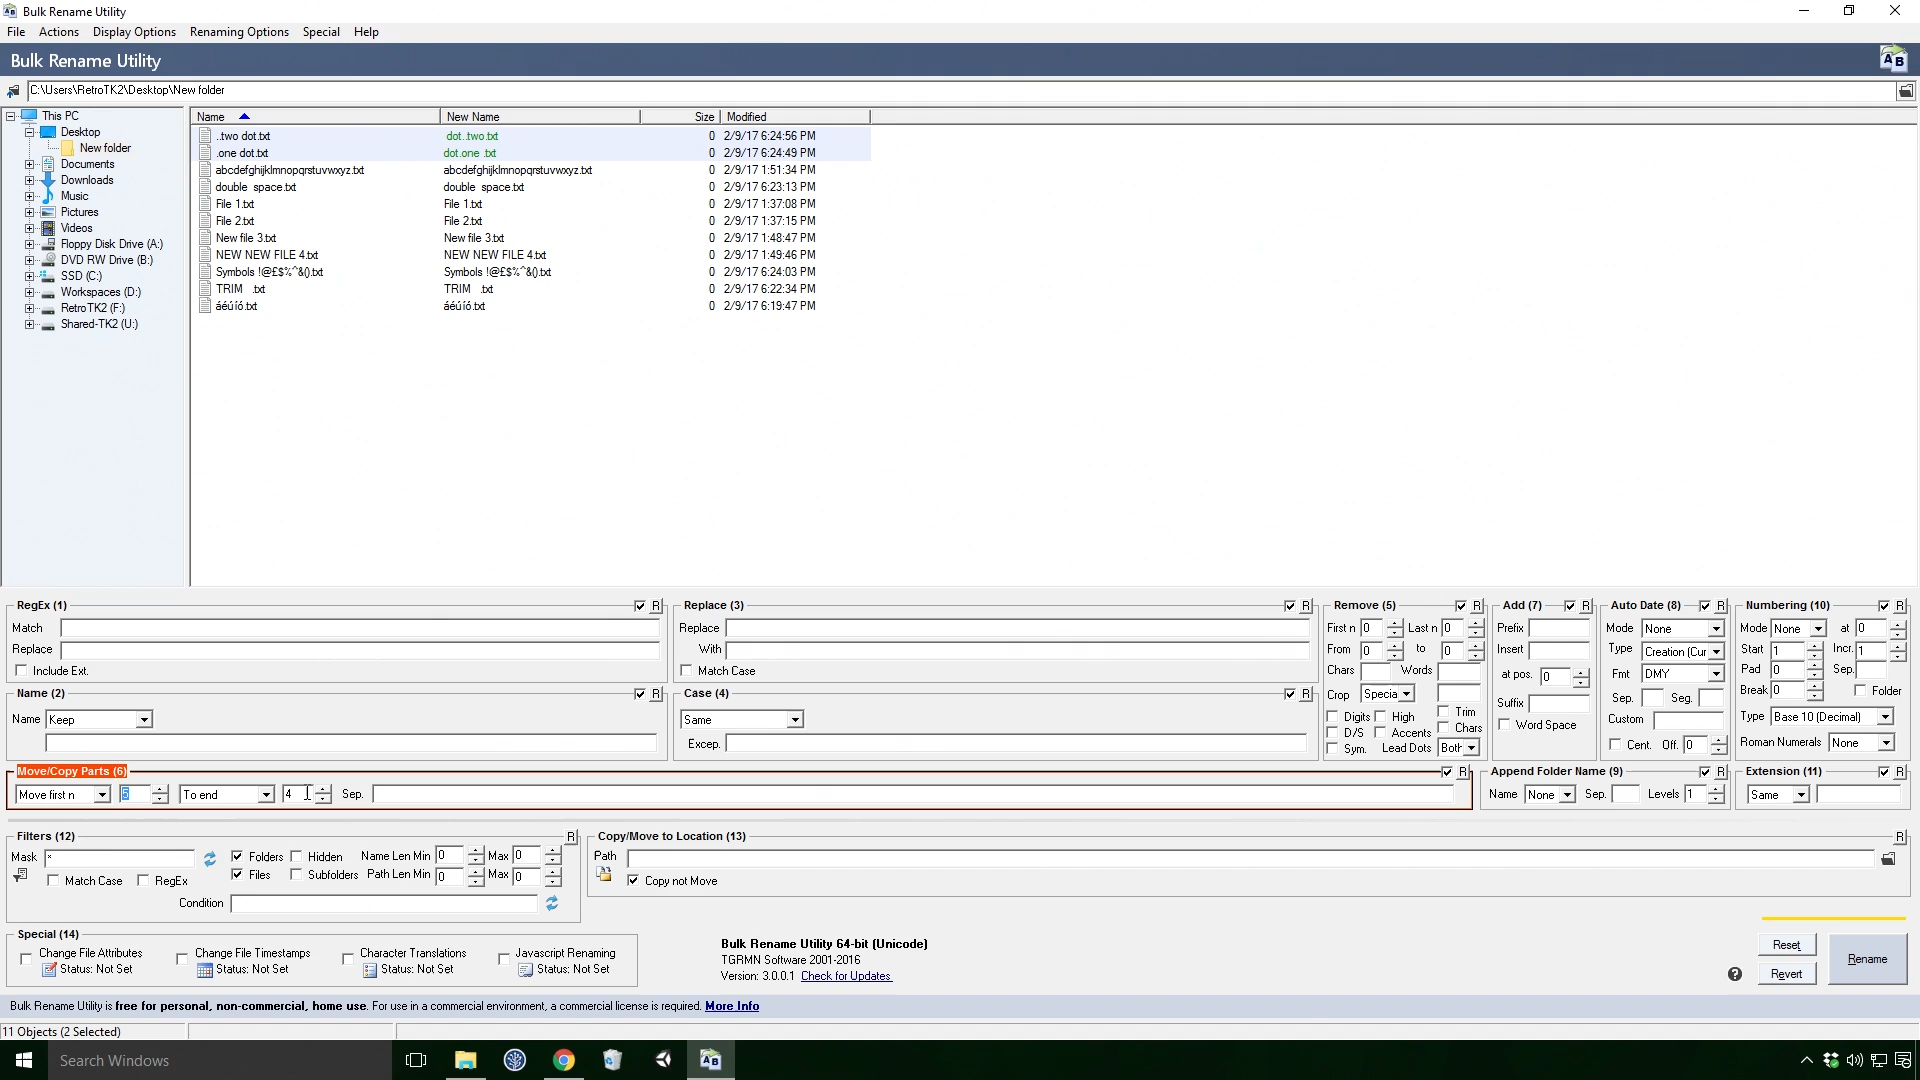 Bulk Rename Utility
File Actions Display Options Renaming Options Special Help
Bulk Rename Utility
C:\Users\RetroTK2\Desktop\New folder
This PC
Desktop
New folder
Documents
Downloads
Music
Pictures
Videos
Floppy Disk Drive (A:)
DVD RW Drive (B:)
SSD (C:)
Workspaces (D:)
RetroTK2 (F:)
Shared-TK2 (U:)
Name New Name Size Modified
..two dot.txt dot..two.txt 0 2/9/17 6:24:56 PM
.one dot.txt dot.one .txt 0 2/9/17 6:24:49 PM
abcdefghijklmnopqrstuvwxyz.txt abcdefghijklmnopqrstuvwxyz.txt 0 2/9/17 1:51:34 PM
double  space.txt double  space.txt 0 2/9/17 6:23:13 PM
File 1.txt File 1.txt 0 2/9/17 1:37:08 PM
File 2.txt File 2.txt 0 2/9/17 1:37:15 PM
New file 3.txt New file 3.txt 0 2/9/17 1:48:47 PM
NEW NEW FILE 4.txt NEW NEW FILE 4.txt 0 2/9/17 1:49:46 PM
Symbols !@£$%^&().txt Symbols !@£$%^&().txt 0 2/9/17 6:24:03 PM
TRIM   .txt TRIM   .txt 0 2/9/17 6:22:34 PM
áéúíó.txt áéúíó.txt 0 2/9/17 6:19:47 PM
RegEx (1) R
Match
Replace
Include Ext.
Name (2) R
Name Keep
Replace (3) R
Replace
With
Match Case
Case (4) R
Same
Excep.
Remove (5) R
First n 0 Last n 0
From 0 to 0
Chars Words
Crop Specia
Digits High Trim
D/S Accents Chars
Sym. Lead Dots Both
Add (7) R
Prefix
Insert
at pos. 0
Suffix
Word Space
Auto Date (8) R
Mode None
Type Creation (Cur
Fmt DMY
Sep. Seg.
Custom
Cent. Off. 0
Numbering (10) R
Mode None at 0
Start 1 Incr. 1
Pad 0 Sep.
Break 0 Folder
Type Base 10 (Decimal)
Roman Numerals None
Move/Copy Parts (6) R
Move first n 5 To end 4 Sep.
Append Folder Name (9) R
Name None Sep. Levels 1
Extension (11) R
Same
Filters (12) R
Mask * Folders Hidden Name Len Min 0 Max 0
Files Subfolders Path Len Min 0 Max 0
Match Case RegEx
Condition
Copy/Move to Location (13) R
Path
Copy not Move
Special (14)
Change File Attributes Change File Timestamps Character Translations Javascript Renaming
Status: Not Set Status: Not Set Status: Not Set Status: Not Set
Bulk Rename Utility 64-bit (Unicode)
TGRMN Software 2001-2016
Version: 3.0.0.1 Check for Updates
Reset
Revert
Rename
Bulk Rename Utility is free for personal, non-commercial, home use. For use in a commercial environment, a commercial license is required. More Info
11 Objects (2 Selected)
Search Windows